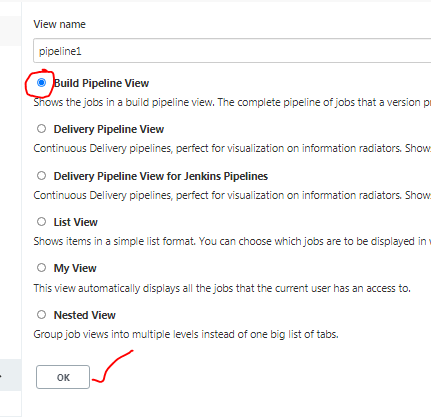 View name
pipeline1
Build Pipeline View
Shows the jobs in a build pipeline view. The complete pipeline of jobs that a version
Delivery Pipeline View
Continuous Delivery pipelines, perfect for visualization on information radiators. Show
Delivery Pipeline View for Jenkins Pipelines
Continuous Delivery pipelines, perfect for visualization on information radiators. Show
List View
Shows items in a simple list format. You can choose which jobs are to be displayed in
My View
This view automatically displays all the jobs that the current user has an access to.
Nested View
Group job views into multiple levels instead of one big list of tabs.
OK